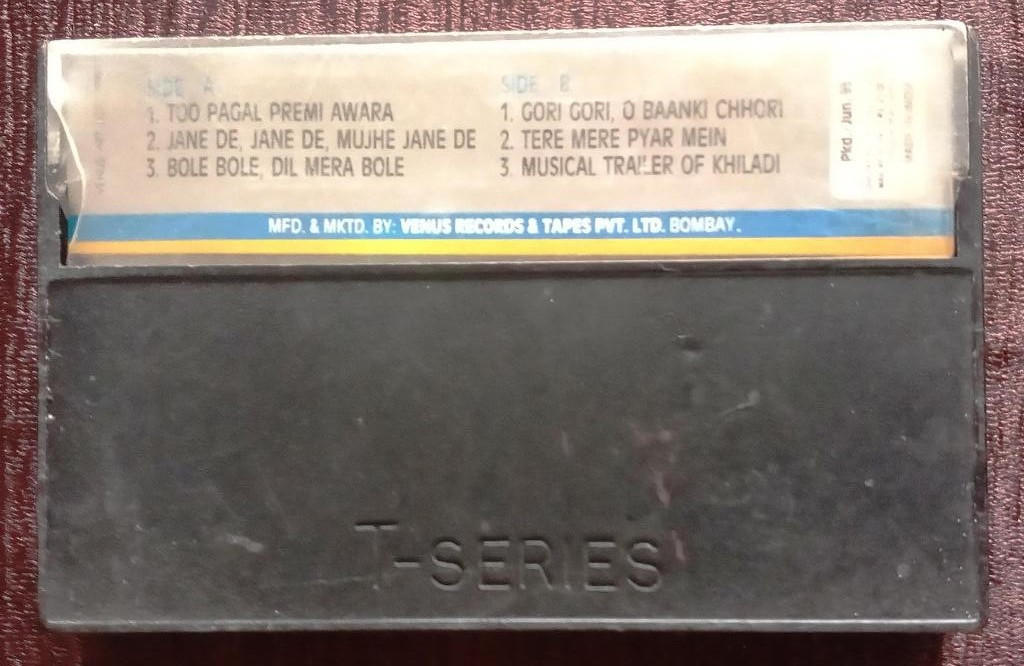 SIDE A
1. TOO PAGAL PREMI AWARA
2. JANE DE, JANE DE, MUJHE JANE DE
3. BOLE BOLE, DIL MERA BOLE
SIDE B
1. GORI GORI, O BAANKI CHHORI
2. TERE MERE PYAR MEIN
3. MUSICAL TRAILER OF KHILADI
Pkd. Jun.
MFD. & MKTD. BY: VENUS RECORDS & TAPES PVT. LTD. BOMBAY.
T-SERIES